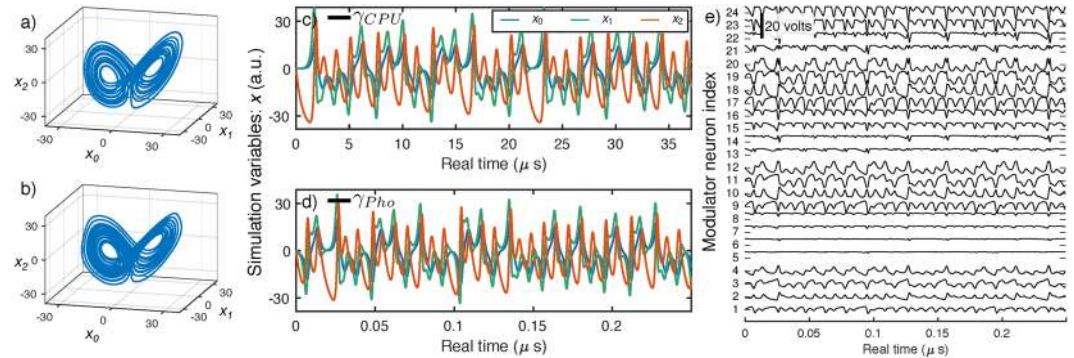 a)
30
0
-30
x2
-30
0
30
x0
-30
0
30
x1
b)
30
0
-30
x2
-30
0
30
x0
-30
0
30
x1
Simulation variables: x (a.u.)
c)
γCPU
x0
x1
x2
30
0
-30
0
5
10
15
20
25
30
35
Real time (μ s)
d)
γPho
30
0
-30
0
0.05
0.1
0.15
0.2
Real time (μ s)
e)
20 volts
Modulator neuron index
24
23
22
21
20
19
18
17
16
15
14
13
12
11
10
9
8
7
6
5
4
3
2
1
0
0.1
0.2
Real time (μ s)